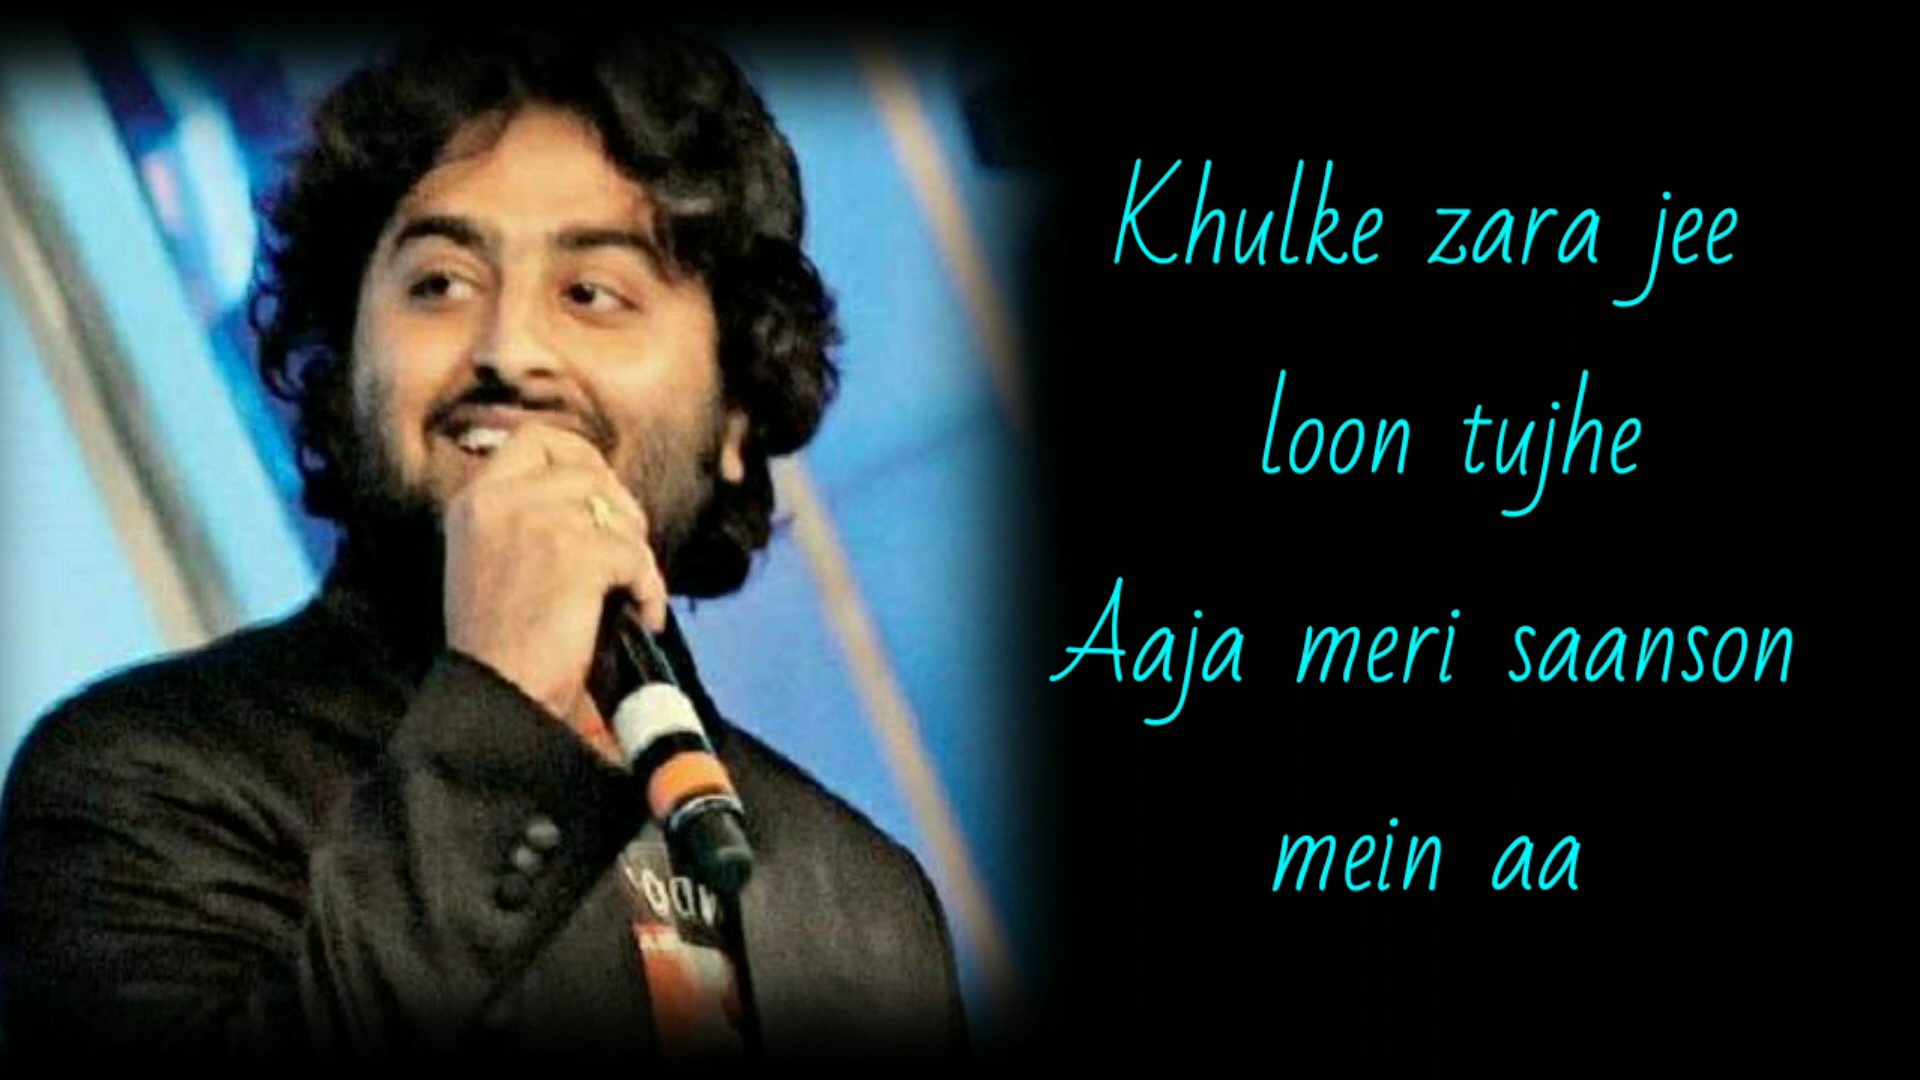 Khulke zara jee
loon tujhe
Aaja meri saanson
mein aa